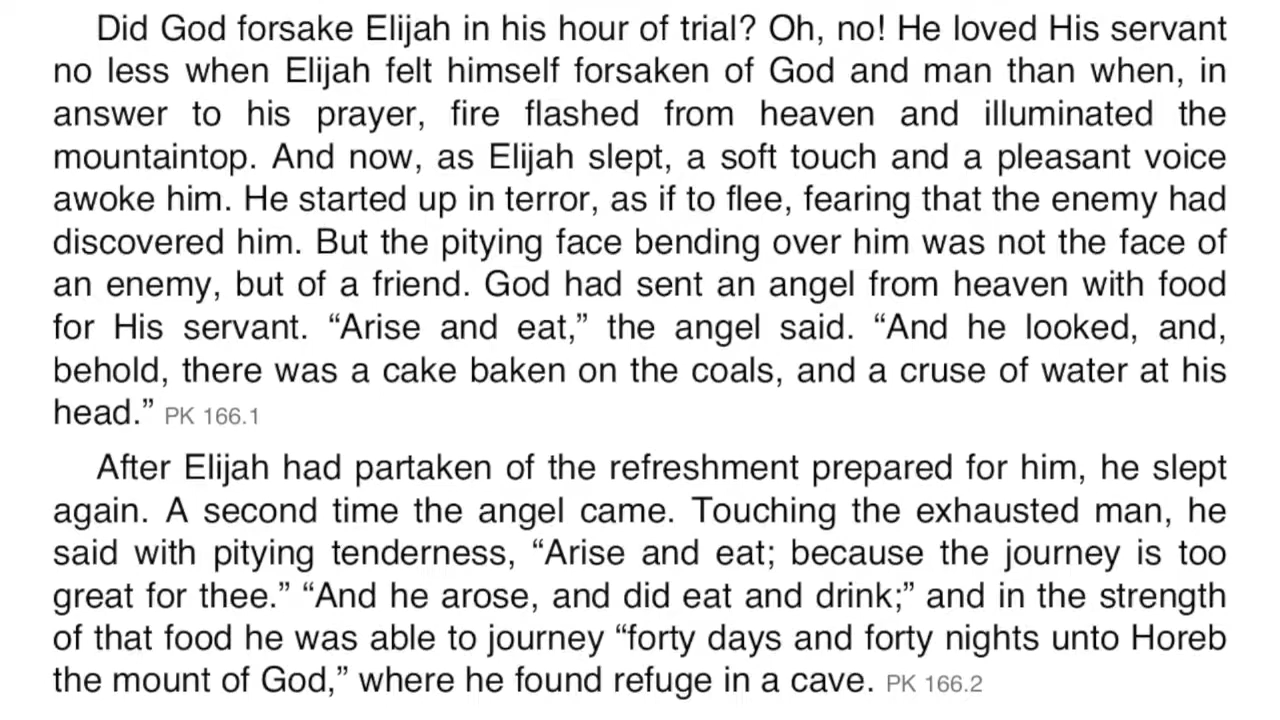 Did God forsake Elijah in his hour of trial? Oh, no! He loved His servant
no less when Elijah felt himself forsaken of God and man than when, in
answer to his prayer, fire flashed from heaven and illuminated the
mountaintop. And now, as Elijah slept, a soft touch and a pleasant voice
awoke him. He started up in terror, as if to flee, fearing that the enemy had
discovered him. But the pitying face bending over him was not the face of
an enemy, but of a friend. God had sent an angel from heaven with food
for His servant. “Arise and eat,” the angel said. “And he looked, and,
behold, there was a cake baken on the coals, and a cruse of water at his
head.” PK 166.1
After Elijah had partaken of the refreshment prepared for him, he slept
again. A second time the angel came. Touching the exhausted man, he
said with pitying tenderness, “Arise and eat; because the journey is too
great for thee.” “And he arose, and did eat and drink;” and in the strength
of that food he was able to journey “forty days and forty nights unto Horeb
the mount of God,” where he found refuge in a cave. PK 166.2